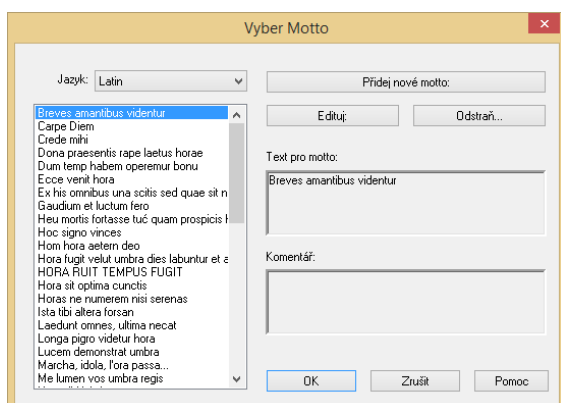 Vyber Motto
Jazyk: Latin
Přidej nové motto:
Breves amantibus videntur
Carpe Diem
Crede mihi
Dona praesentis rape laetus horae
Dum temp habem operemur bonu
Ecce venit hora
Ex his omnibus una scitis sed quae sit n
Gaudium et luctum fero
Heu mortis fortasse tuć quam prospicis
Hoc signo vinces
Hom hora aetern deo
Hora fugit velut umbra dies labuntur et a
HORA RUIT TEMPUS FUGIT
Hora sit optima cunctis
Horas ne numerem nisi serenas
Ista tibi altera forsan
Laedunt omnes, ultima necat
Longa pigro videtur hora
Lucem demonstrat umbra
Marcha, idola, l'ora passa...
Me lumen vos umbra regis
Edituj:
Odstraň...
Text pro motto:
Breves amantibus videntur
Komentář:
OK
Zrušit
Pomoc